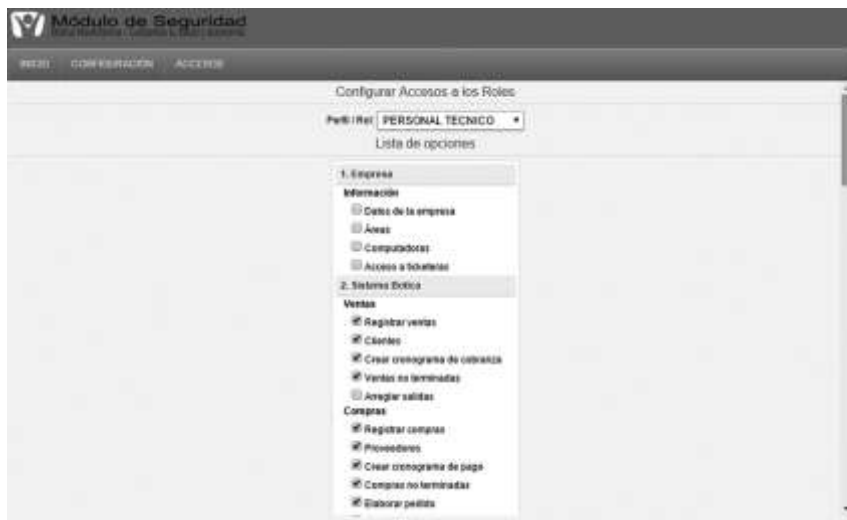 Módulo de Seguridad
INICIO CONFIGURACIÓN ACCESOS
Configurar Accesos a los Roles
Perfil / Rol PERSONAL TECNICO
Lista de opciones
1. Empresa
Información
Datos de la empresa
Áreas
Computadoras
Acceso a ticketeras
2. Sistema Botica
Ventas
Registrar ventas
Clientes
Crear cronograma de cobranza
Ventas no terminadas
Arreglar salidas
Compras
Registrar compras
Proveedores
Crear cronograma de pago
Compras no terminadas
Elaborar pedido